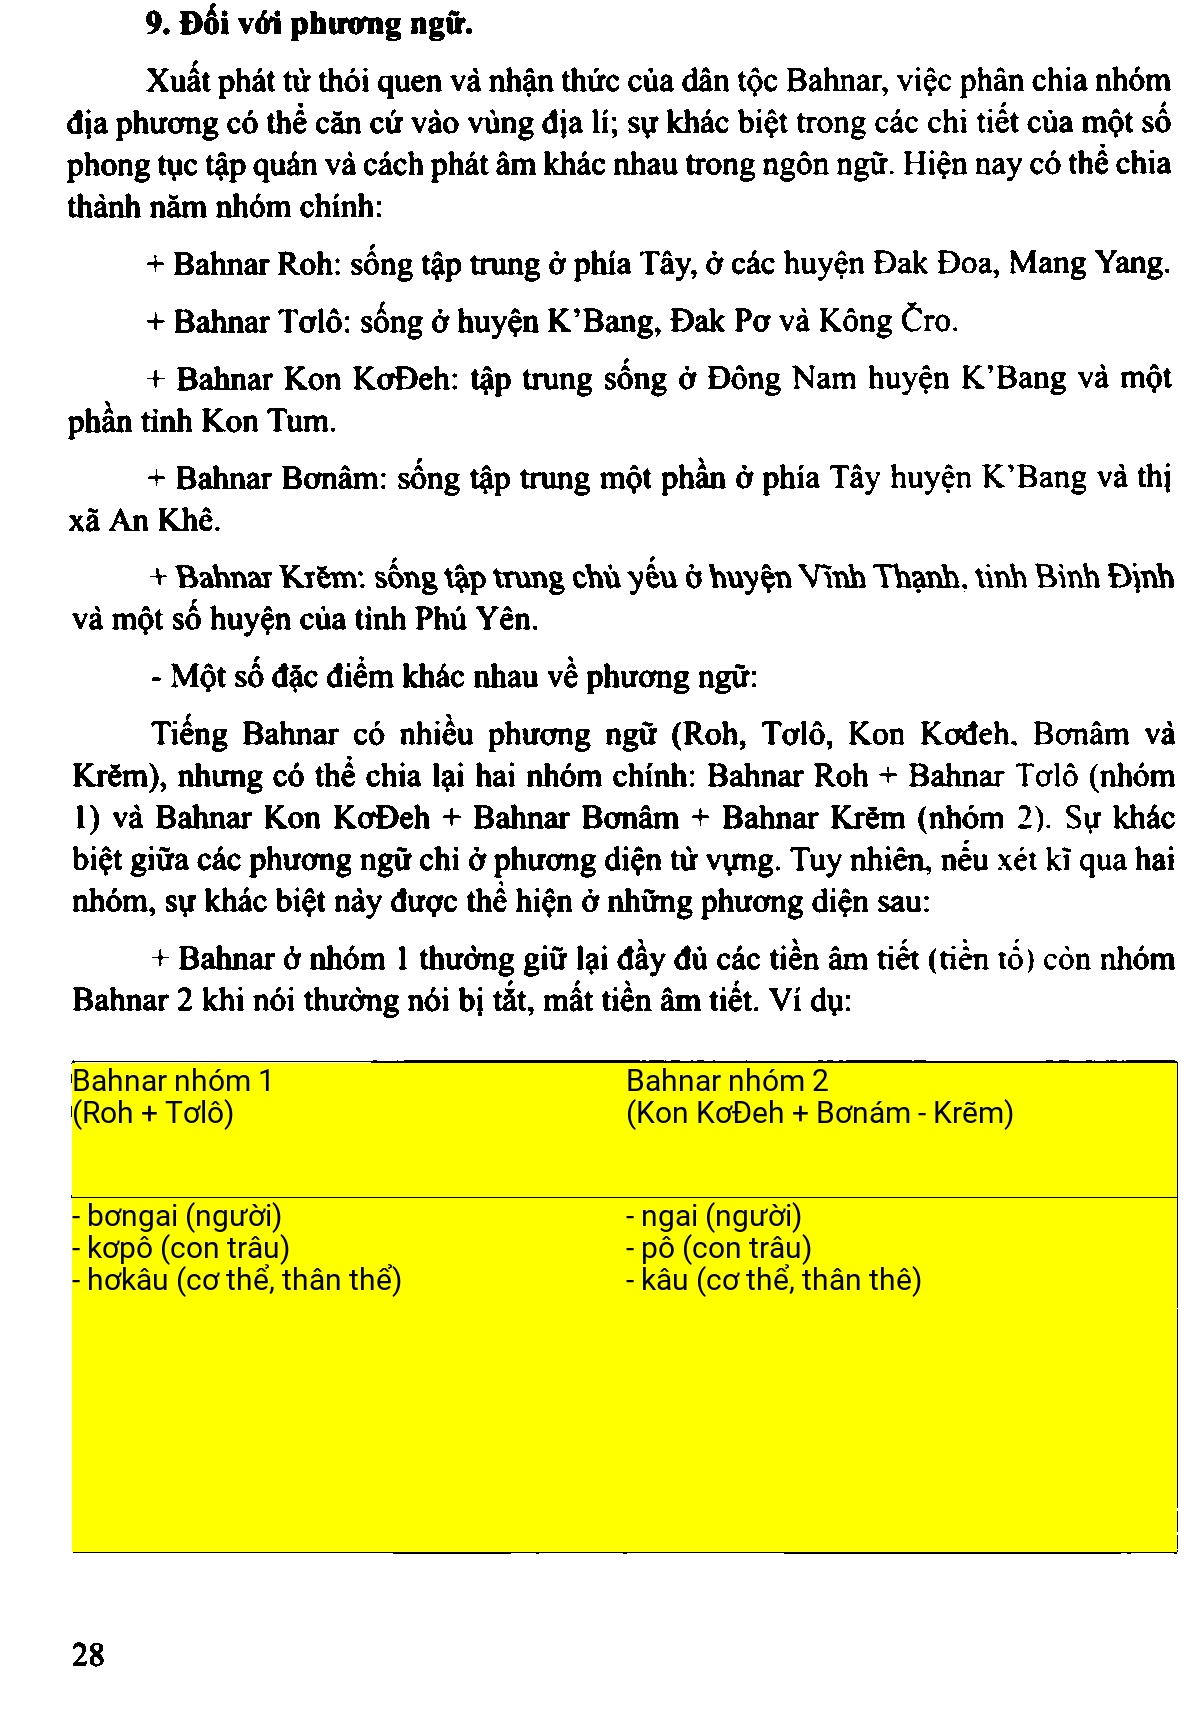 9. Đối với phương ngữ.
Xuất phát từ thói quen và nhận thức của dân tộc Bahnar, việc phân chia nhóm
địa phương có thể căn cứ vào vùng địa lí; sự khác biệt trong các chi tiết của một số
phong tục tập quán và cách phát âm khác nhau trong ngôn ngữ. Hiện nay có thể chia
thành năm nhóm chính:
+ Bahnar Roh: sống tập trung ở phía Tây, ở các huyện Đak Đoa, Mang Yang.
+ Bahnar Tơlô: sống ở huyện K’Bang, Đak Pơ và Kông Čro.
+ Bahnar Kon KơĐeh: tập trung sống ở Đông Nam huyện K’Bang và một
phần tỉnh Kon Tum.
+ Bahnar Bơnâm: sống tập trung một phần ở phía Tây huyện K’Bang và thị
xã An Khê.
+ Bahnar Krĕm: sống tập trung chủ yếu ở huyện Vĩnh Thạnh, tỉnh Bình Định
và một số huyện của tỉnh Phú Yên.
- Một số đặc điểm khác nhau về phương ngữ:
Tiếng Bahnar có nhiều phương ngữ (Roh, Tơlô, Kon Kơđeh, Bơnâm và
Krĕm), nhưng có thể chia lại hai nhóm chính: Bahnar Roh + Bahnar Tơlô (nhóm
1) và Bahnar Kon KơĐeh + Bahnar Bơnâm + Bahnar Krĕm (nhóm 2). Sự khác
biệt giữa các phương ngữ chỉ ở phương diện từ vựng. Tuy nhiên, nếu xét kĩ qua hai
nhóm, sự khác biệt này được thể hiện ở những phương diện sau:
+ Bahnar ở nhóm 1 thường giữ lại đầy đủ các tiền âm tiết (tiền tố) còn nhóm
Bahnar 2 khi nói thường nói bị tắt, mất tiền âm tiết. Ví dụ:
Bahnar nhóm 1
(Roh + Tơlô)
Bahnar nhóm 2
(Kon KơĐeh + Bơnám - Krẽm)
- bơngai (người)
- kơpô (con trâu)
- hơkâu (cơ thể, thân thể)
- ngai (người)
- pô (con trâu)
- kâu (cơ thể, thân thê)
28